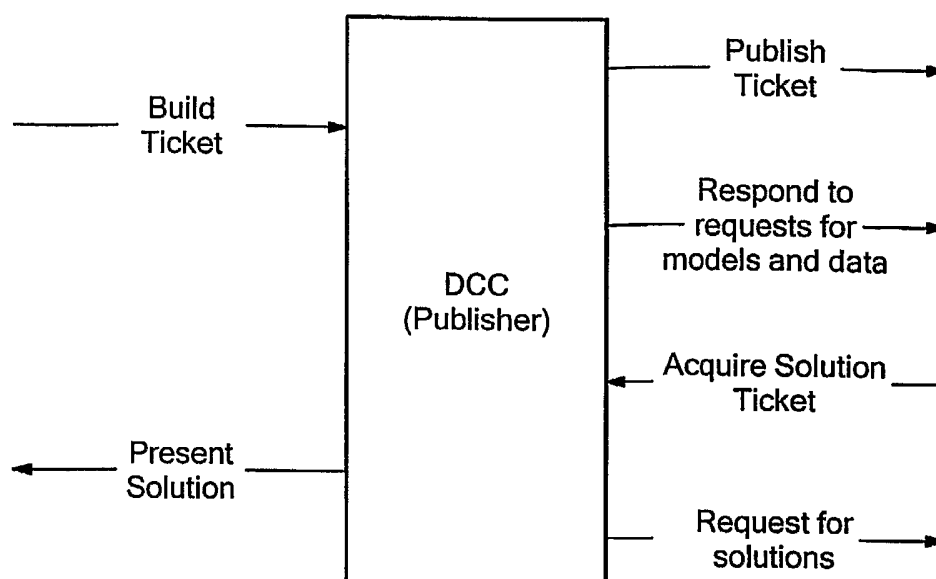 Build
Ticket
Present
Solution
DCC
(Publisher)
Publish
Ticket
Respond to
requests for
models and data
Acquire Solution
Ticket
Request for
solutions